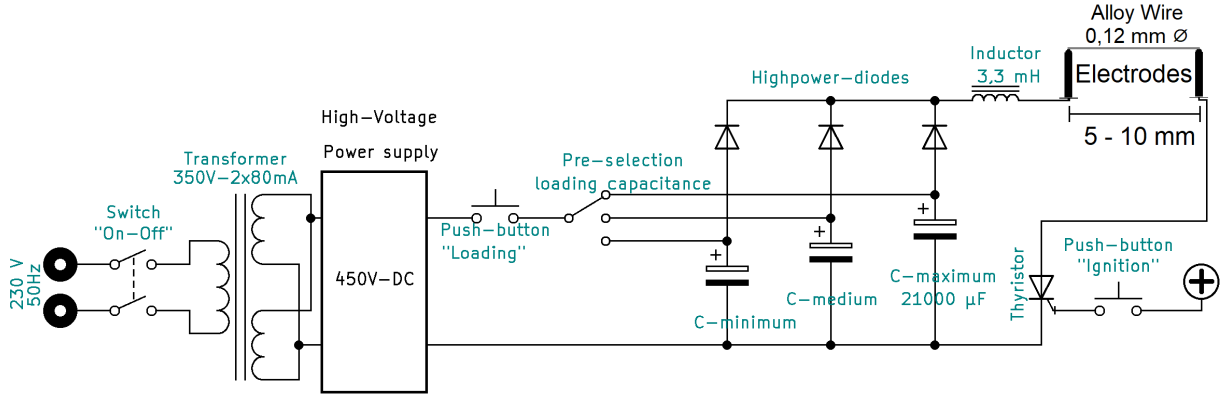 230 V
50Hz
Switch
"On-Off"
Transformer
350V-2x80mA
High-Voltage
Power supply
450V-DC
Push-button
"Loading"
Pre-selection
loading capacitance
Highpower-diodes
+
C-minimum
+
C-medium
+
C-maximum
21000 µF
Inductor
3,3 mH
Alloy Wire
0,12 mm Ø
Electrodes
5 - 10 mm
Thyristor
Push-button
"Ignition"
+